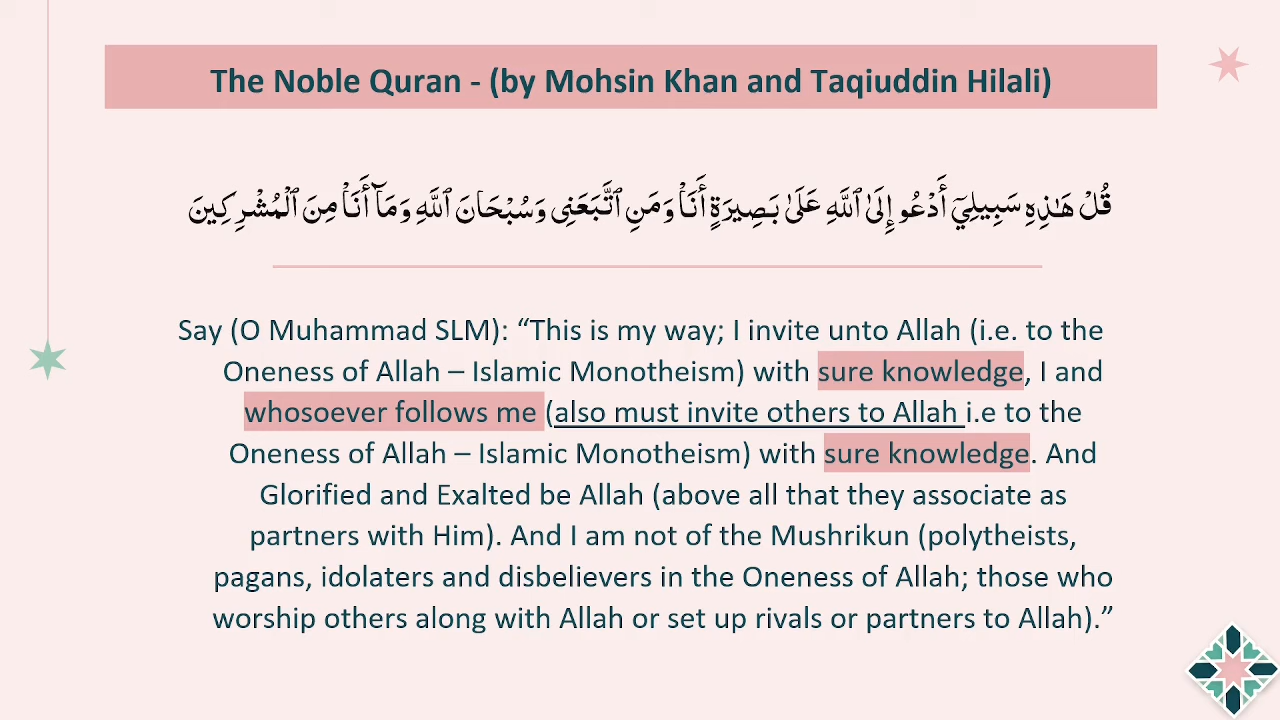 The Noble Quran - (by Mohsin Khan and Taqiuddin Hilali)
قُلْ هَٰذِهِ سَبِيلِيٓ أَدْعُو إِلَى ٱللَّهِ عَلَىٰ بَصِيرَةٍ أَنَا۠ وَمَنِ ٱتَّبَعَنِى وَسُبْحَانَ ٱللَّهِ وَمَآ أَنَا۠ مِنَ ٱلْمُشْرِكِينَ
Say (O Muhammad SLM): “This is my way; I invite unto Allah (i.e. to the
Oneness of Allah – Islamic Monotheism) with sure knowledge, I and
whosoever follows me (also must invite others to Allah i.e to the
Oneness of Allah – Islamic Monotheism) with sure knowledge. And
Glorified and Exalted be Allah (above all that they associate as
partners with Him). And I am not of the Mushrikun (polytheists,
pagans, idolaters and disbelievers in the Oneness of Allah; those who
worship others along with Allah or set up rivals or partners to Allah).”